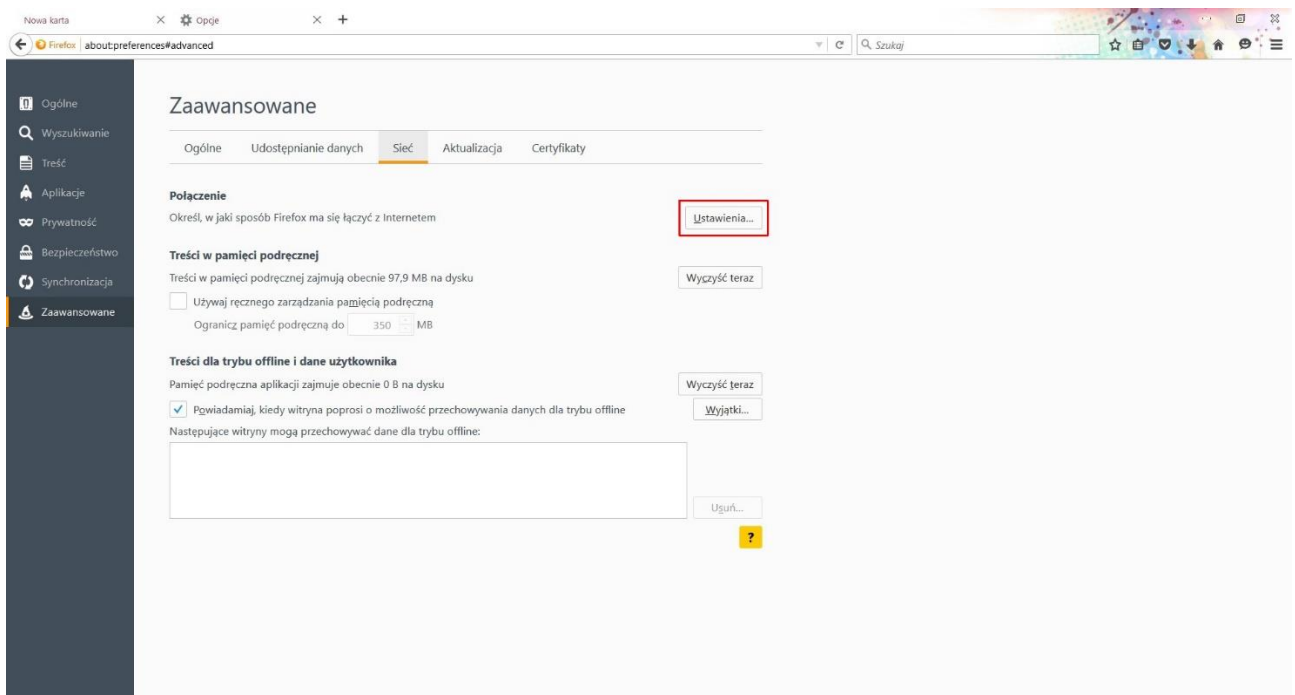 Nowa karta
Opcje
Firefox
about:preferences#advanced
Szukaj
Ogólne
Wyszukiwanie
Treść
Aplikacje
Prywatność
Bezpieczeństwo
Synchronizacja
Zaawansowane
Zaawansowane
Ogólne Udostępnianie danych Sieć Aktualizacja Certyfikaty
Połączenie
Określ, w jaki sposób Firefox ma się łączyć z Internetem
Ustawienia...
Treści w pamięci podręcznej
Treści w pamięci podręcznej zajmują obecnie 97,9 MB na dysku
Wyczyść teraz
Używaj ręcznego zarządzania pamięcią podręczną
Ogranicz pamięć podręczną do 350 MB
Treści dla trybu offline i dane użytkownika
Pamięć podręczna aplikacji zajmuje obecnie 0 B na dysku
Wyczyść teraz
Powiadamiaj, kiedy witryna poprosi o możliwość przechowywania danych dla trybu offline
Wyjątki...
Następujące witryny mogą przechowywać dane dla trybu offline:
Usuń...
?